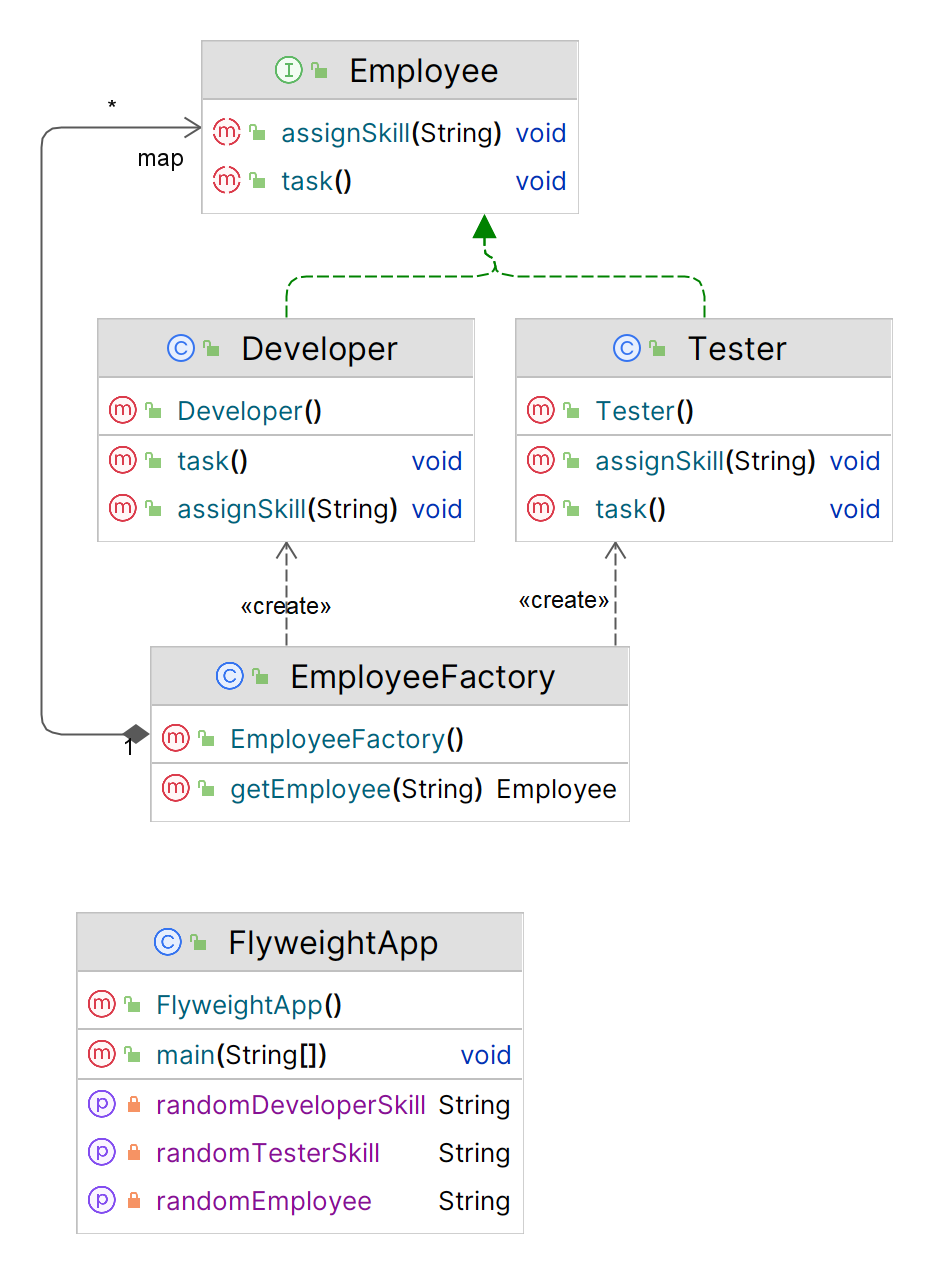 Employee
assignSkill(String) void
task() void
*
map
Developer
Developer()
task() void
assignSkill(String) void
Tester
Tester()
assignSkill(String) void
task() void
«create»
«create»
EmployeeFactory
EmployeeFactory()
getEmployee(String) Employee
1
FlyweightApp
FlyweightApp()
main(String[]) void
randomDeveloperSkill String
randomTesterSkill String
randomEmployee String